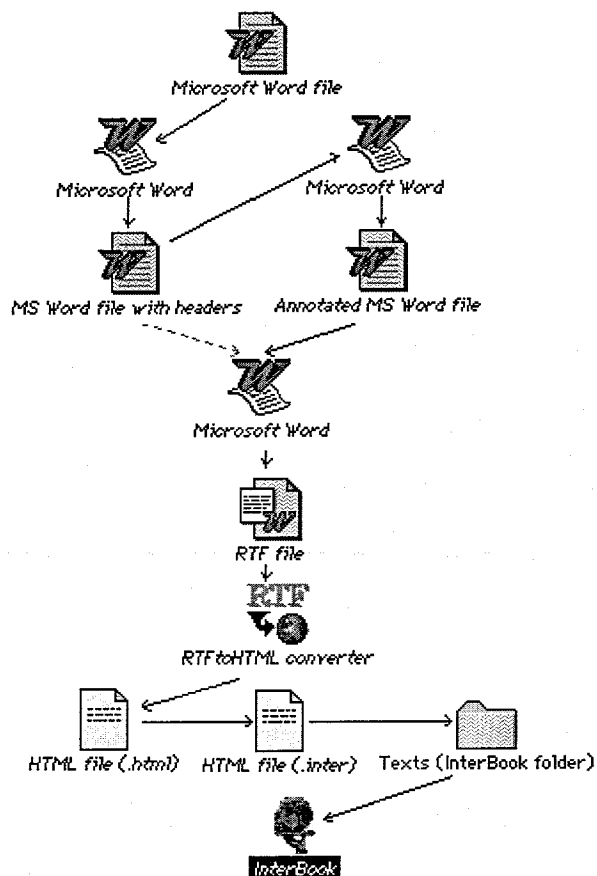 Microsoft Word file
Microsoft Word
Microsoft Word
MS Word file with headers
Annotated MS Word file
Microsoft Word
RTF file
RTF
RTFtoHTML converter
HTML file (.html)
HTML file (.inter)
Texts (InterBook folder)
InterBook